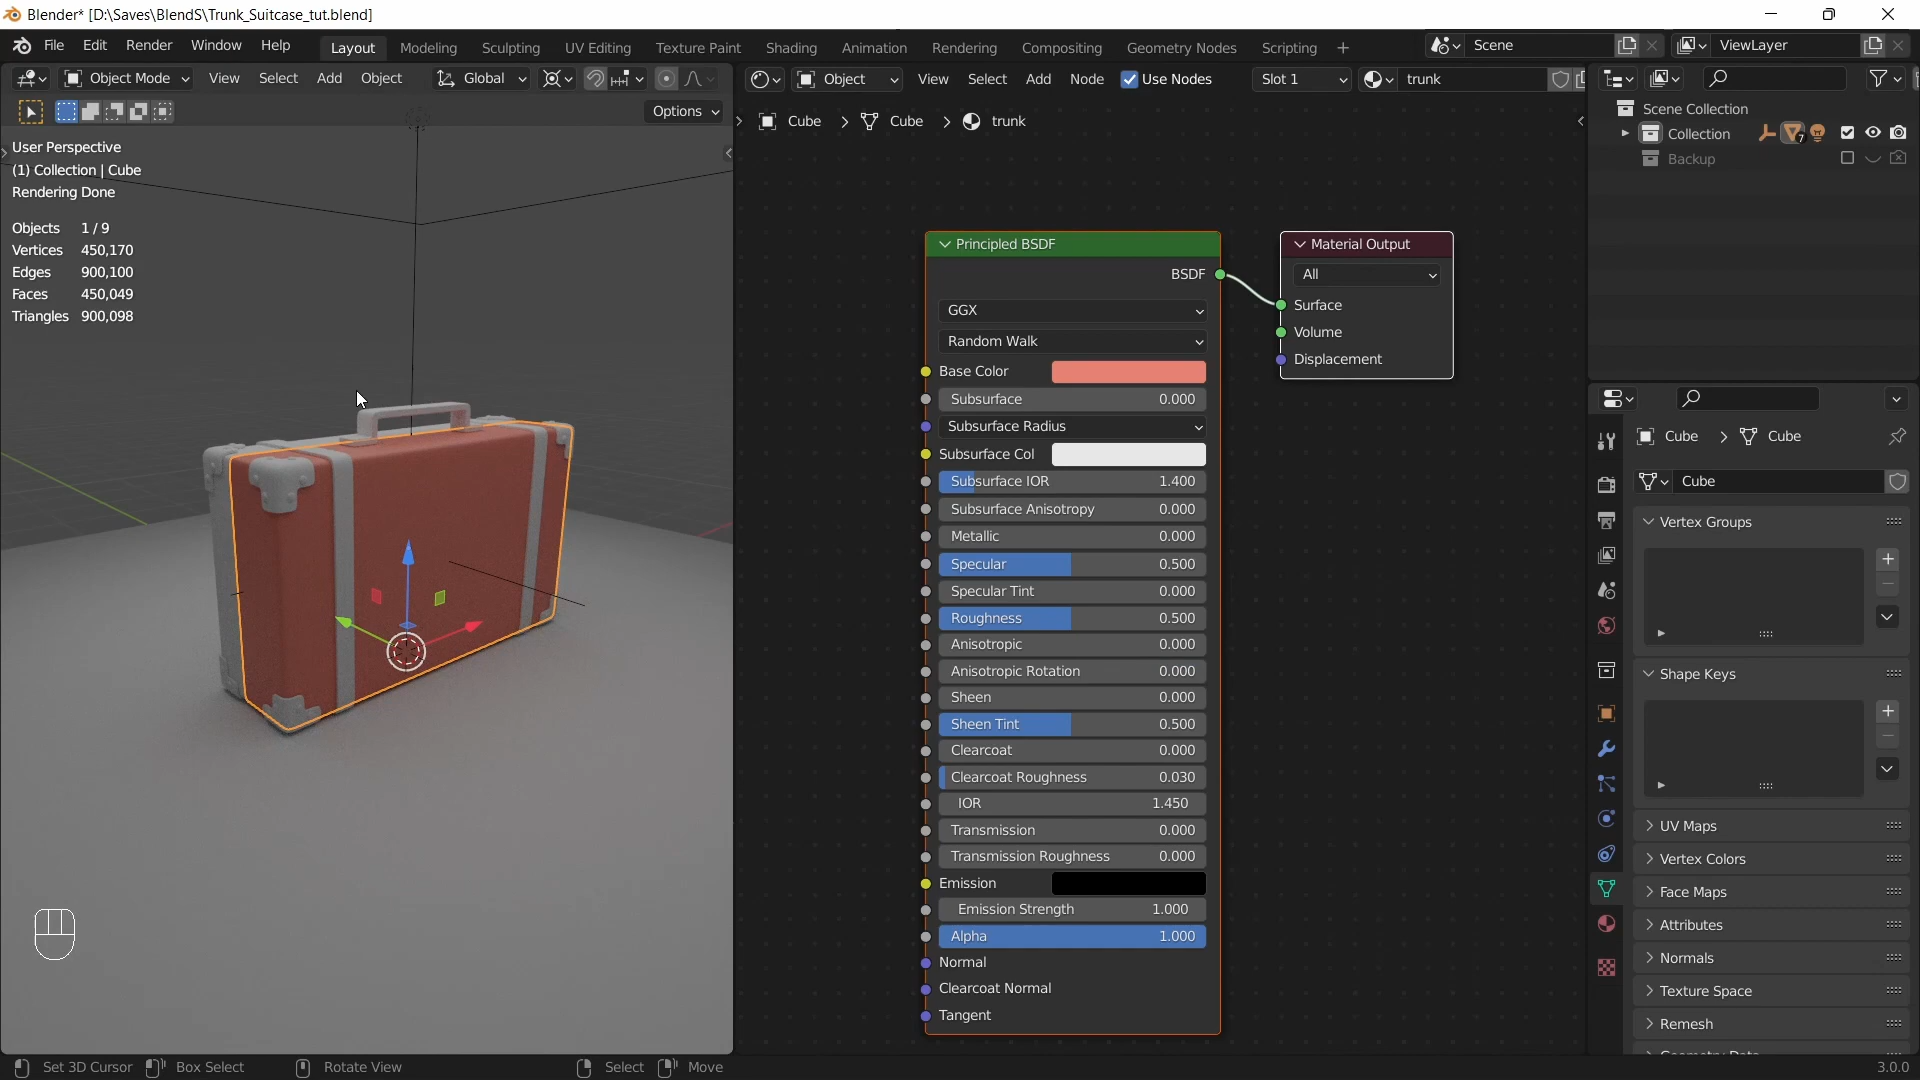 Blender* [D:\Saves\BlendS\Trunk_Suitcase_tut.blend]
File Edit Render Window Help Layout Modeling Sculpting UV Editing Texture Paint Shading Animation Rendering Compositing Geometry Nodes Scripting + Scene ViewLayer
Object Mode View Select Add Object Global Object View Select Add Node Use Nodes Slot 1 trunk
Options
Cube > Cube > trunk
User Perspective
(1) Collection | Cube
Rendering Done
Objects 1/9
Vertices 450,170
Edges 900,100
Faces 450,049
Triangles 900,098
Principled BSDF
BSDF
GGX
Random Walk
Base Color
Subsurface 0.000
Subsurface Radius
Subsurface Col
Subsurface IOR 1.400
Subsurface Anisotropy 0.000
Metallic 0.000
Specular 0.500
Specular Tint 0.000
Roughness 0.500
Anisotropic 0.000
Anisotropic Rotation 0.000
Sheen 0.000
Sheen Tint 0.500
Clearcoat 0.000
Clearcoat Roughness 0.030
IOR 1.450
Transmission 0.000
Transmission Roughness 0.000
Emission
Emission Strength 1.000
Alpha 1.000
Normal
Clearcoat Normal
Tangent
Material Output
All
Surface
Volume
Displacement
Scene Collection
Collection 7
Backup
Cube > Cube
Cube
Vertex Groups
Shape Keys
UV Maps
Vertex Colors
Face Maps
Attributes
Normals
Texture Space
Remesh
Set 3D Cursor Box Select Rotate View Select Move 3.0.0